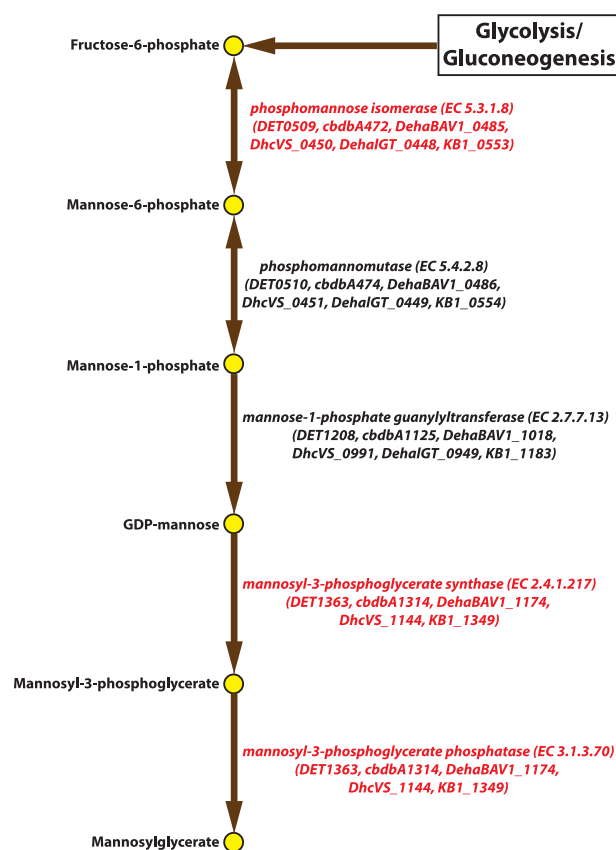 Glycolysis/
Gluconeogenesis
Fructose-6-phosphate
phosphomannose isomerase (EC 5.3.1.8)
(DET0509, cbdbA472, DehaBAV1_0485,
DhcVS_0450, DehalGT_0448, KB1_0553)
Mannose-6-phosphate
phosphomannomutase (EC 5.4.2.8)
(DET0510, cbdbA474, DehaBAV1_0486,
DhcVS_0451, DehalGT_0449, KB1_0554)
Mannose-1-phosphate
mannose-1-phosphate guanylyltransferase (EC 2.7.7.13)
(DET1208, cbdbA1125, DehaBAV1_1018,
DhcVS_0991, DehalGT_0949, KB1_1183)
GDP-mannose
mannosyl-3-phosphoglycerate synthase (EC 2.4.1.217)
(DET1363, cbdbA1314, DehaBAV1_1174,
DhcVS_1144, KB1_1349)
Mannosyl-3-phosphoglycerate
mannosyl-3-phosphoglycerate phosphatase (EC 3.1.3.70)
(DET1363, cbdbA1314, DehaBAV1_1174,
DhcVS_1144, KB1_1349)
Mannosylglycerate